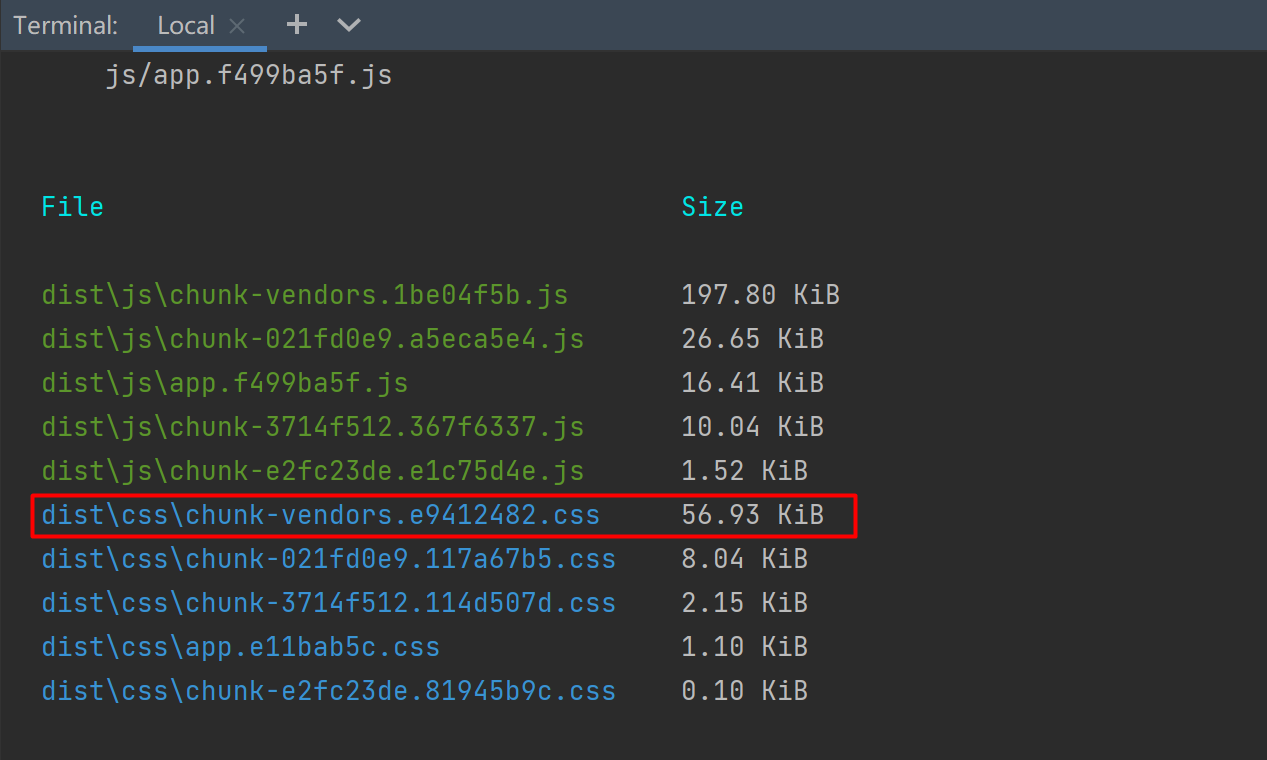 Terminal: Local
js/app.f499ba5f.js
File Size
dist\js\chunk-vendors.1be04f5b.js 197.80 KiB
dist\js\chunk-021fd0e9.a5eca5e4.js 26.65 KiB
dist\js\app.f499ba5f.js 16.41 KiB
dist\js\chunk-3714f512.367f6337.js 10.04 KiB
dist\js\chunk-e2fc23de.e1c75d4e.js 1.52 KiB
dist\css\chunk-vendors.e9412482.css 56.93 KiB
dist\css\chunk-021fd0e9.117a67b5.css 8.04 KiB
dist\css\chunk-3714f512.114d507d.css 2.15 KiB
dist\css\app.e11bab5c.css 1.10 KiB
dist\css\chunk-e2fc23de.81945b9c.css 0.10 KiB